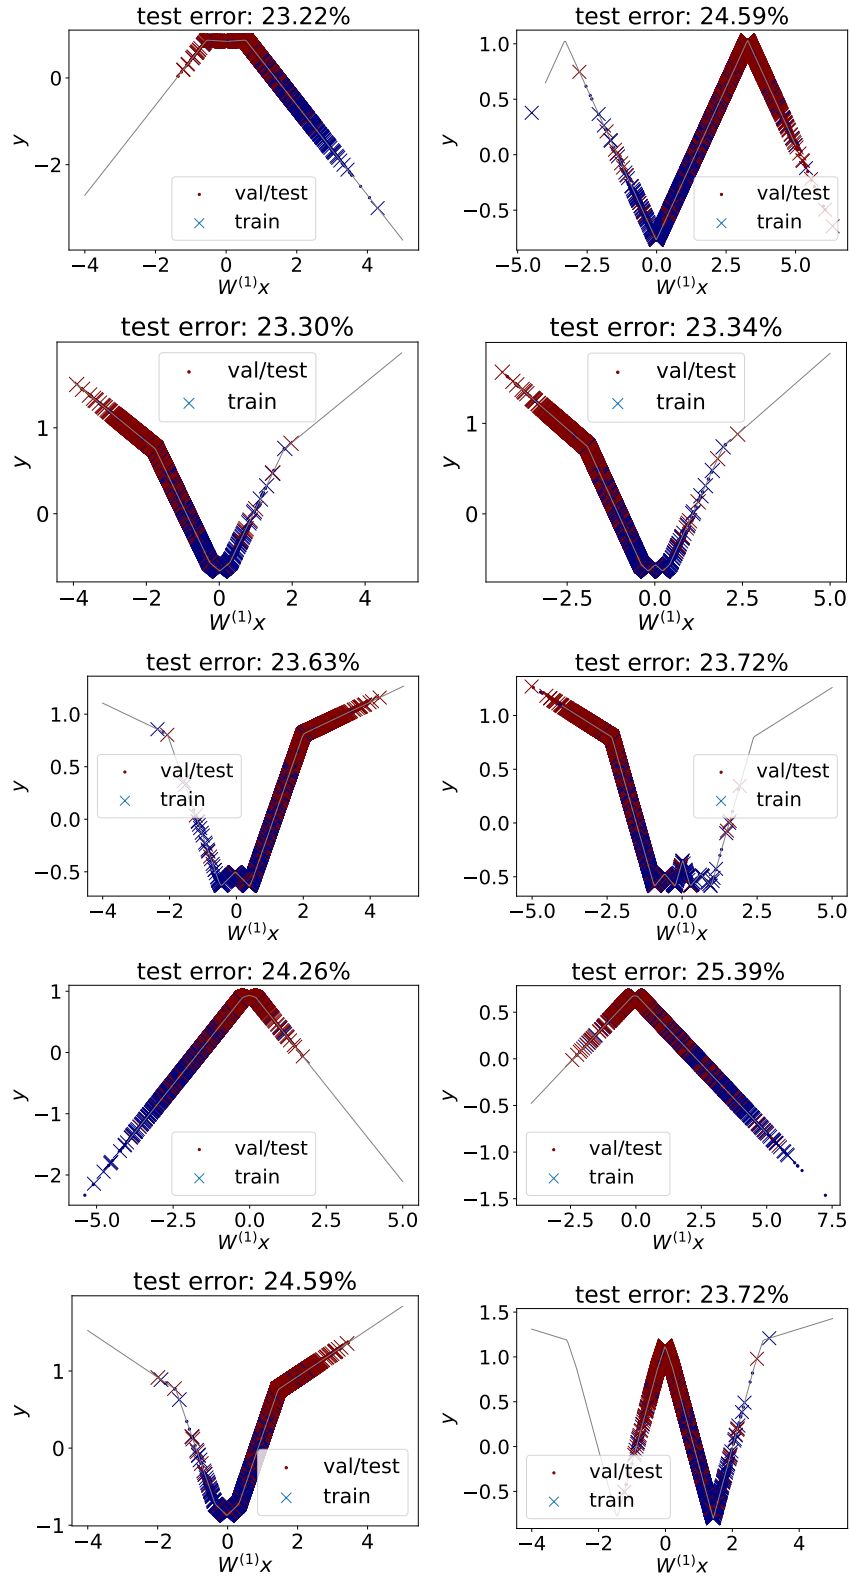 test error: 23.22%
y
0
−2
val/test
train
−4
−2
0
2
4
W(1)x
test error: 24.59%
y
1.0
0.5
0.0
−0.5
val/test
train
−5.0
−2.5
0.0
2.5
5.0
W(1)x
test error: 23.30%
y
1
0
val/test
train
−4
−2
0
2
4
W(1)x
test error: 23.34%
y
1
0
val/test
train
−2.5
0.0
2.5
5.0
W(1)x
test error: 23.63%
y
1.0
0.5
0.0
−0.5
val/test
train
−4
−2
0
2
4
W(1)x
test error: 23.72%
y
1.0
0.5
0.0
−0.5
val/test
train
−5.0
−2.5
0.0
2.5
5.0
W(1)x
test error: 24.26%
y
1
0
−1
−2
val/test
train
−5.0
−2.5
0.0
2.5
5.0
W(1)x
test error: 25.39%
y
0.5
0.0
−0.5
−1.0
−1.5
val/test
train
−2.5
0.0
2.5
5.0
7.5
W(1)x
test error: 24.59%
y
1
0
−1
val/test
train
−4
−2
0
2
4
W(1)x
test error: 23.72%
y
1.5
1.0
0.5
0.0
−0.5
val/test
train
−4
−2
0
2
4
W(1)x